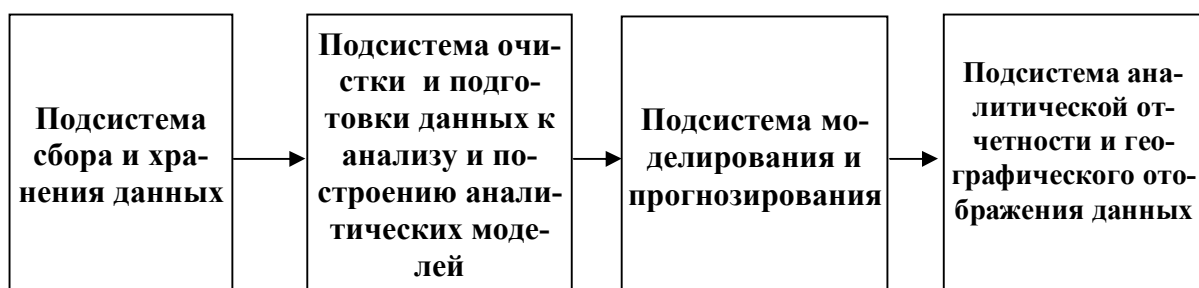 Подсистема
сбора и хра-
нения данных
Подсистема очи-
стки и подго-
товки данных к
анализу и по-
строению анали-
тических моде-
лей
Подсистема мо-
делирования и
прогнозирования
Подсистема ана-
литической от-
четности и гео-
графического ото-
бражения данных